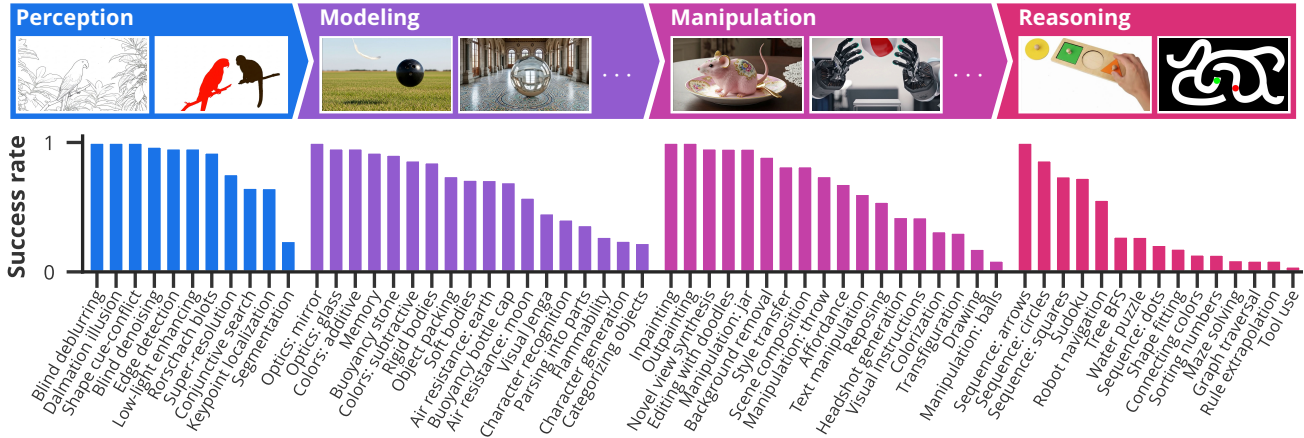 Perception
Modeling
Manipulation
Reasoning
...
...
Success rate
1
0
Blind deblurring
Dalmation illusion
Shape cue-conflict
Blind denoising
Edge detection
Low-light enhancing
Rorschach blots
Super-resolution
Conjunctive search
Keypoint localization
Segmentation
Optics: mirror
Optics: glass
Colors: additive
Memory
Buoyancy stone
Colors: subtractive
Rigid bodies
Object packing
Soft bodies
Air resistance: earth
Buoyancy bottle cap
Air resistance: moon
Visual Jenga
Character recognition
Parsing into parts
Flammability
Character generation
Categorizing objects
Inpainting
Outpainting
Novel view synthesis
Editing with doodles
Manipulation: jar
Background removal
Style transfer
Scene composition
Manipulation: throw
Affordance
Text manipulation
Reposing
Headshot generation
Visual instructions
Colorization
Transfiguration
Drawing
Manipulation: balls
Sequence: arrows
Sequence: circles
Sequence: squares
Sudoku
Robot navigation
Tree BFS
Water puzzle
Sequence: dots
Shape fitting
Connecting colors
Sorting numbers
Maze solving
Graph traversal
Rule extrapolation
Tool use